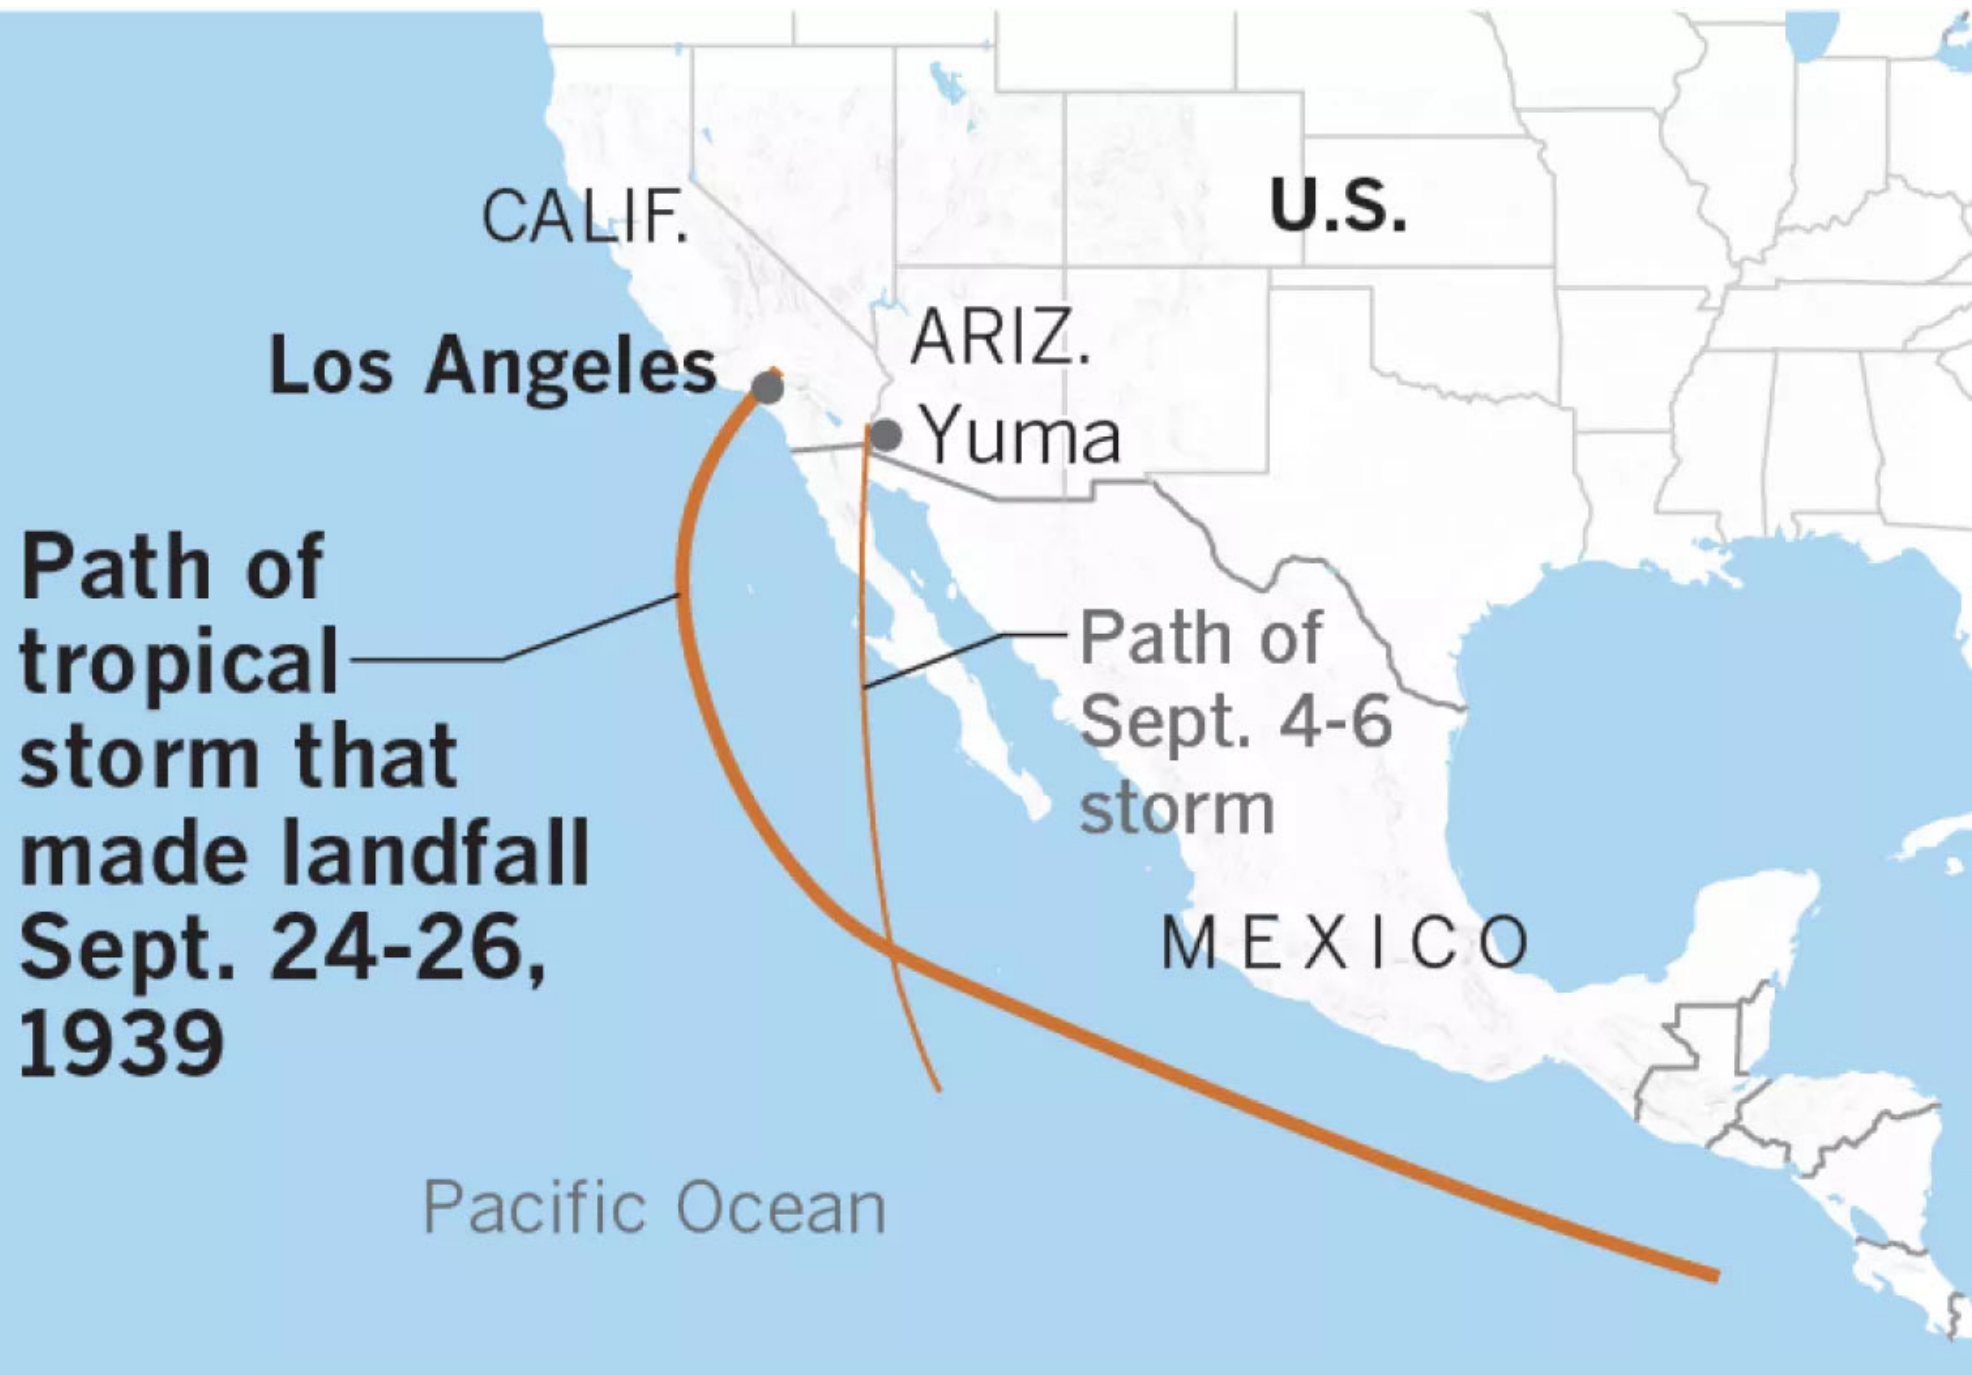 CALIF.
U.S.
ARIZ.
Los Angeles
Yuma
Path of
tropical
storm that
made landfall
Sept. 24-26,
1939
Path of
Sept. 4-6
storm
MEXICO
Pacific Ocean